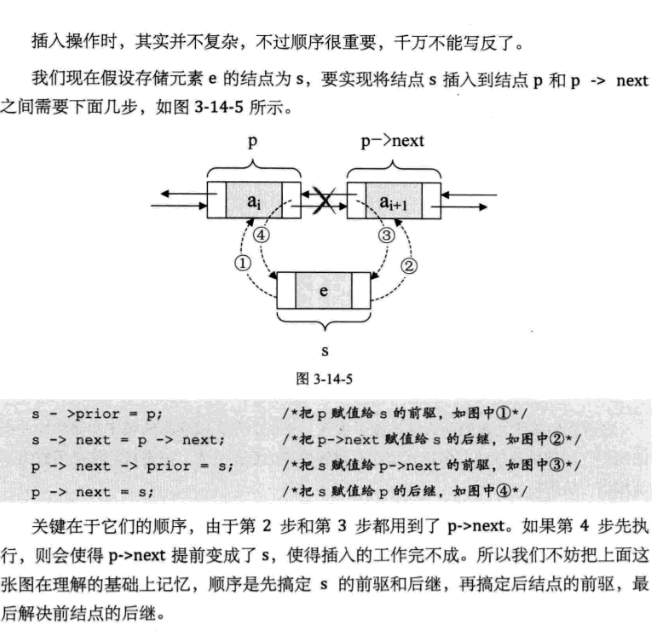 插入操作时，其实并不复杂，不过顺序很重要，千万不能写反了。
我们现在假设存储元素 e 的结点为 s，要实现将结点 s 插入到结点 p 和 p -> next
之间需要下面几步，如图 3-14-5 所示。
p p->next
ai ai+1
④ ③
① ②
e
s
图 3-14-5
s - >prior = p; /*把 p 赋值给 s 的前驱，如图中①*/
s -> next = p -> next; /*把 p->next 赋值给 s 的后继，如图中②*/
p -> next -> prior = s; /*把 s 赋值给 p->next 的前驱，如图中③*/
p -> next = s; /*把 s 赋值给 p 的后继，如图中④*/
关键在于它们的顺序，由于第 2 步和第 3 步都用到了 p->next。如果第 4 步先执
行，则会使得 p->next 提前变成了 s，使得插入的工作完不成。所以我们不妨把上面这
张图在理解的基础上记忆，顺序是先搞定 s 的前驱和后继，再搞定后结点的前驱，最
后解决前结点的后继。